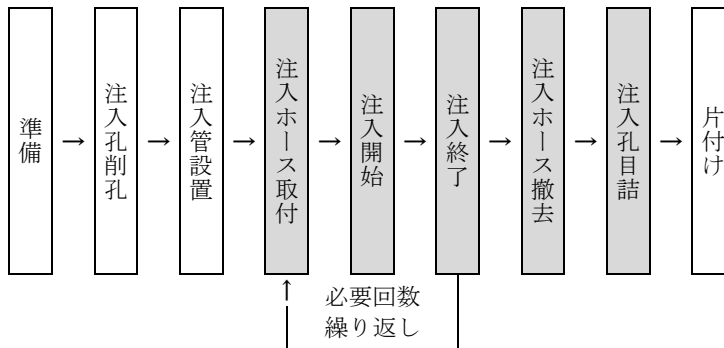 準備
→
注入孔削孔
→
注入管設置
→
注入ホース取付
→
注入開始
→
注入終了
→
注入ホース撤去
→
注入孔目詰
→
片付け
↑
必要回数
繰り返し